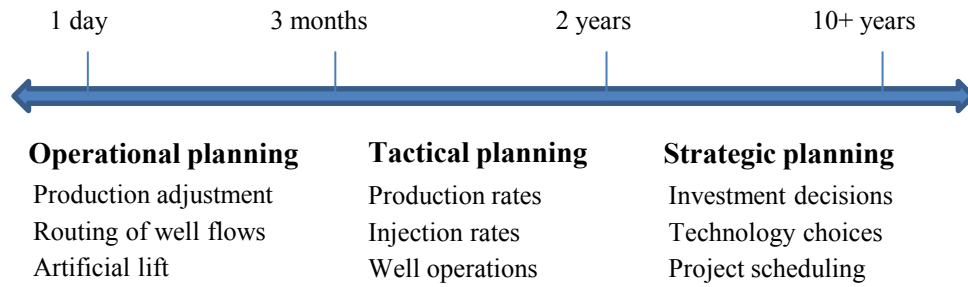 1 day 3 months 2 years 10+ years
Operational planning Tactical planning Strategic planning
Production adjustment Production rates Investment decisions
Routing of well flows Injection rates Technology choices
Artificial lift Well operations Project scheduling